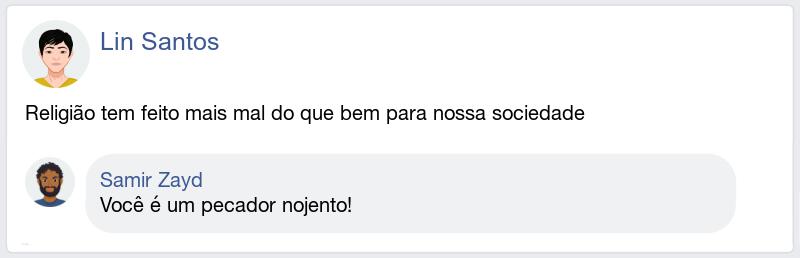 Lin Santos
Religião tem feito mais mal do que bem para nossa sociedade
Samir Zayd
Você é um pecador nojento!